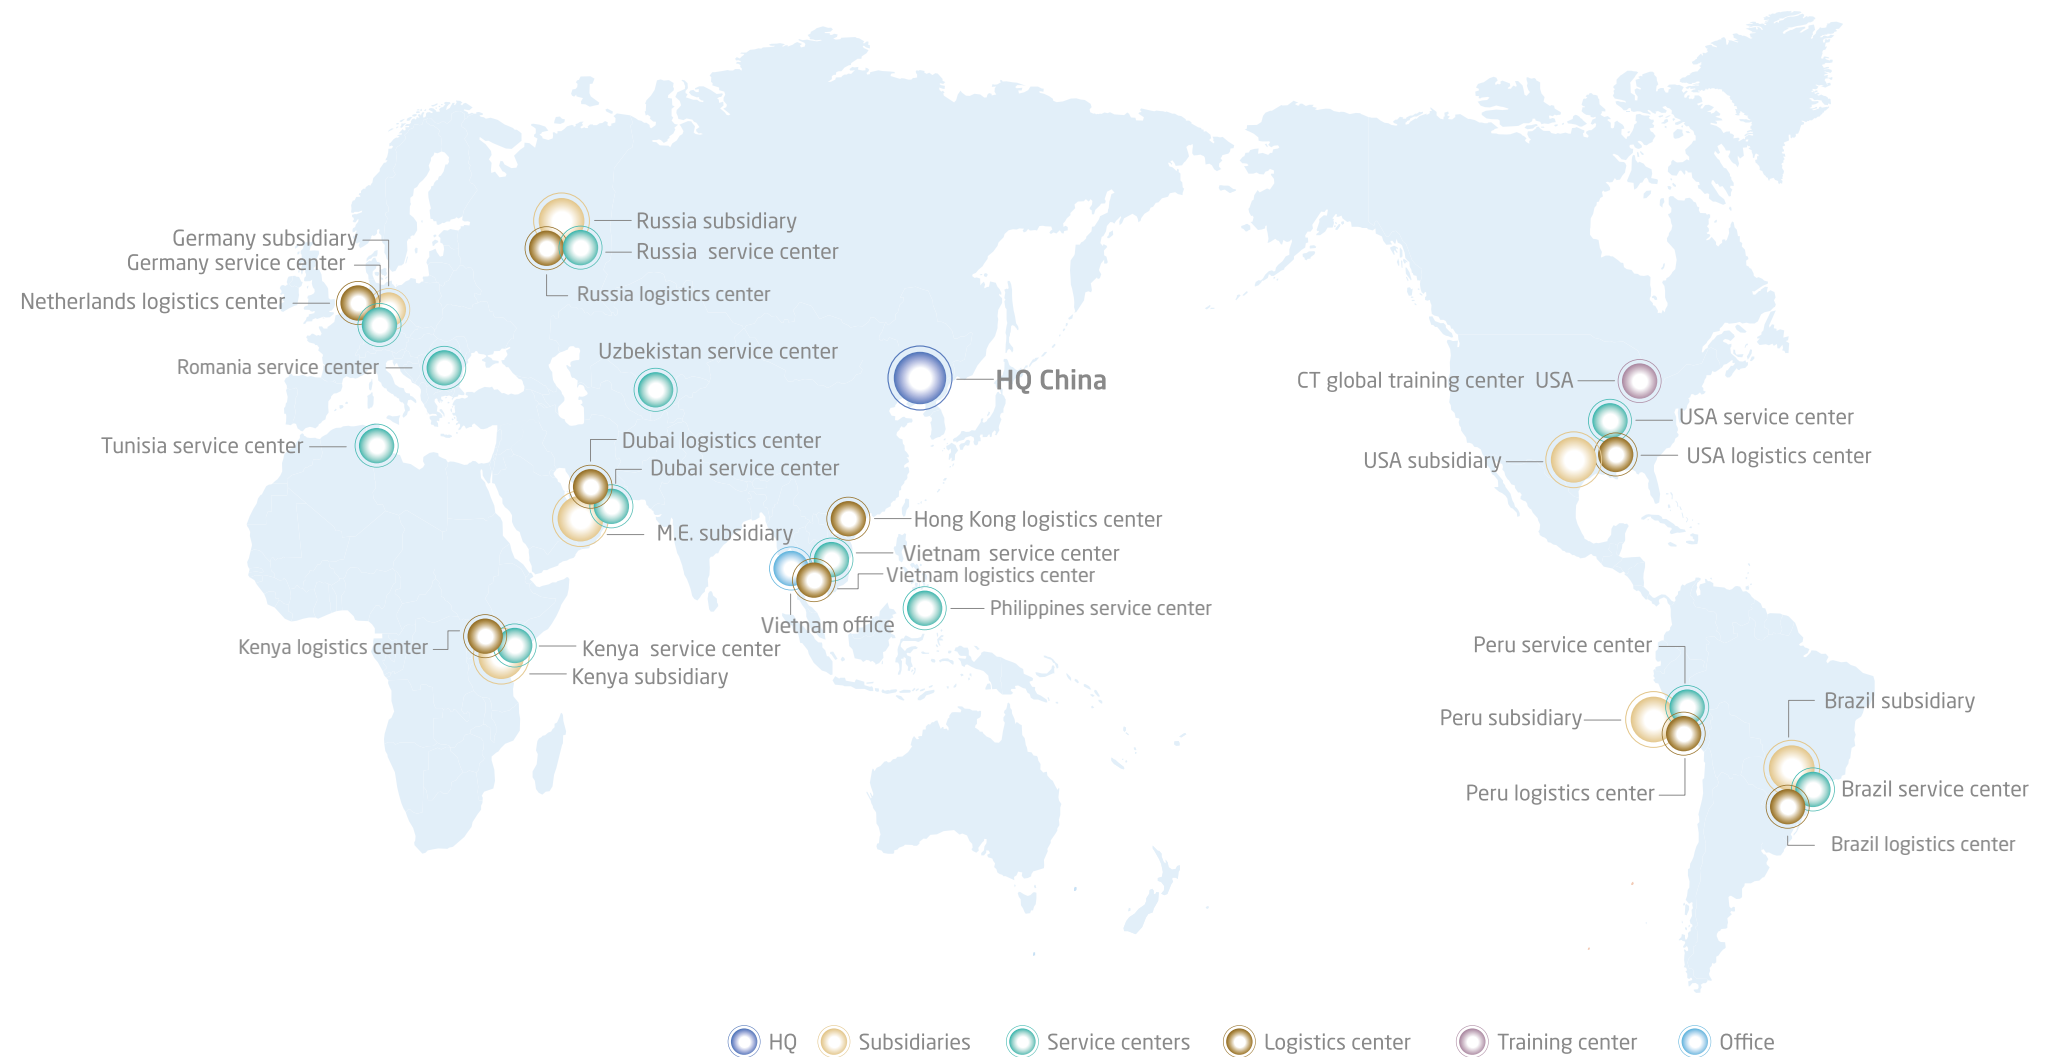 Russia subsidiary
Germany subsidiary
Russia service center
Germany service center
Russia logistics center
Netherlands logistics center
Uzbekistan service center
Romania service center
HQ China
CT global training center USA
USA service center
Dubai logistics center
Tunisia service center
USA logistics center
USA subsidiary
Dubai service center
Hong Kong logistics center
M.E. subsidiary
Vietnam service center
Vietnam logistics center
Philippines service center
Vietnam office
Peru service center
Kenya logistics center
Kenya service center
Kenya subsidiary
Brazil subsidiary
Peru subsidiary
Brazil service center
Peru logistics center
Brazil logistics center
HQ Subsidiaries Service centers Logistics center Training center Office